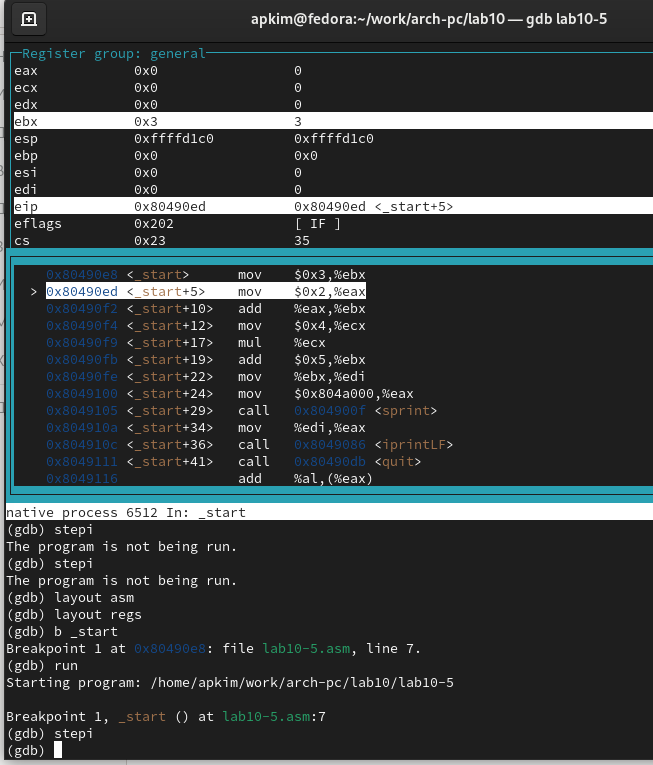 apkim@fedora:~/work/arch-pc/lab10 — gdb lab10-5
Register group: general
eax 0x0 0
ecx 0x0 0
edx 0x0 0
ebx 0x3 3
esp 0xffffd1c0 0xffffd1c0
ebp 0x0 0x0
esi 0x0 0
edi 0x0 0
eip 0x80490ed 0x80490ed <_start+5>
eflags 0x202 [ IF ]
cs 0x23 35
0x80490e8 <_start> mov $0x3,%ebx
> 0x80490ed <_start+5> mov $0x2,%eax
0x80490f2 <_start+10> add %eax,%ebx
0x80490f4 <_start+12> mov $0x4,%ecx
0x80490f9 <_start+17> mul %ecx
0x80490fb <_start+19> add $0x5,%ebx
0x80490fe <_start+22> mov %ebx,%edi
0x8049100 <_start+24> mov $0x804a000,%eax
0x8049105 <_start+29> call 0x804900f <sprint>
0x804910a <_start+34> mov %edi,%eax
0x804910c <_start+36> call 0x8049086 <iprintLF>
0x8049111 <_start+41> call 0x80490db <quit>
0x8049116 add %al,(%eax)
native process 6512 In: _start
(gdb) stepi
The program is not being run.
(gdb) stepi
The program is not being run.
(gdb) layout asm
(gdb) layout regs
(gdb) b _start
Breakpoint 1 at 0x80490e8: file lab10-5.asm, line 7.
(gdb) run
Starting program: /home/apkim/work/arch-pc/lab10/lab10-5
Breakpoint 1, _start () at lab10-5.asm:7
(gdb) stepi
(gdb)